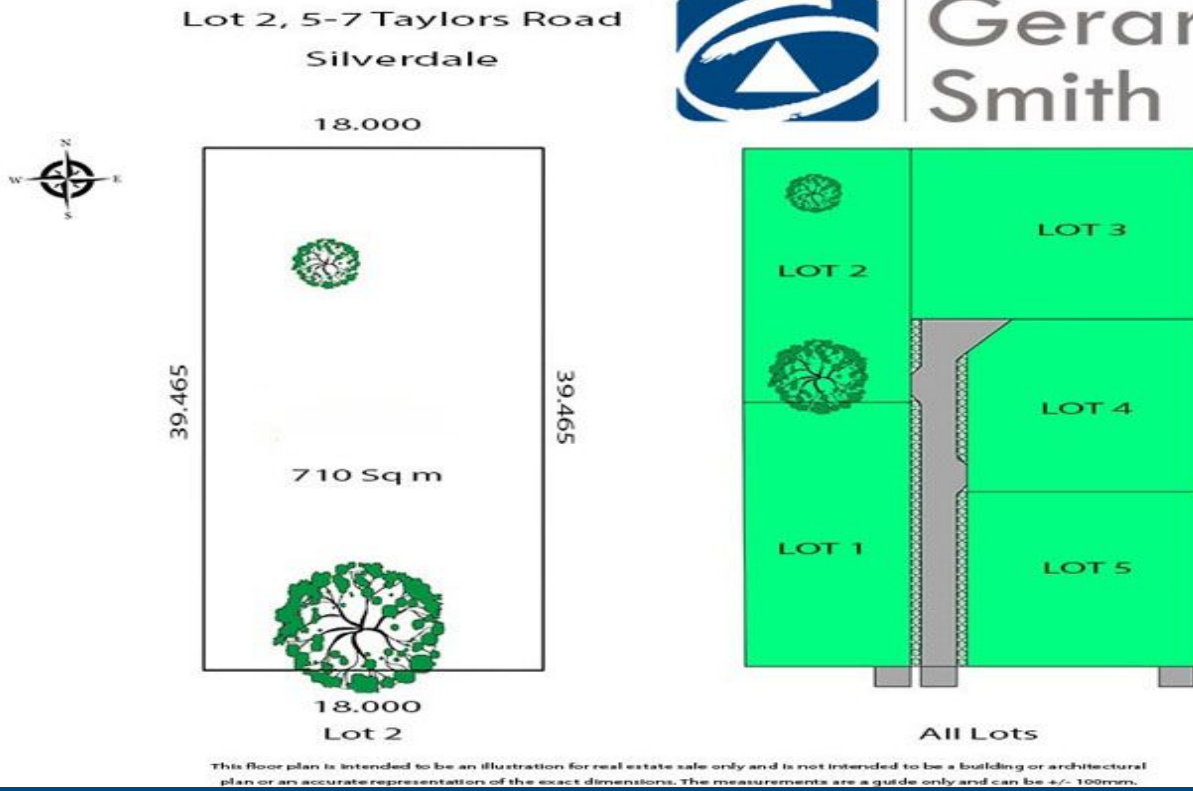 Lot 2, 5-7 Taylors Road
Silverdale
Gerar
Smith
18.000
N
W
E
S
39.465
39.465
710 Sq m
18.000
Lot 2
LOT 3
LOT 2
LOT 4
LOT 1
LOT 5
All Lots
This floor plan is intended to be an illustration for real estate sale only and is not intended to be a building or architectural
plan or an accurate representation of the exact dimensions. The measurements are a guide only and can be +/- 100mm.